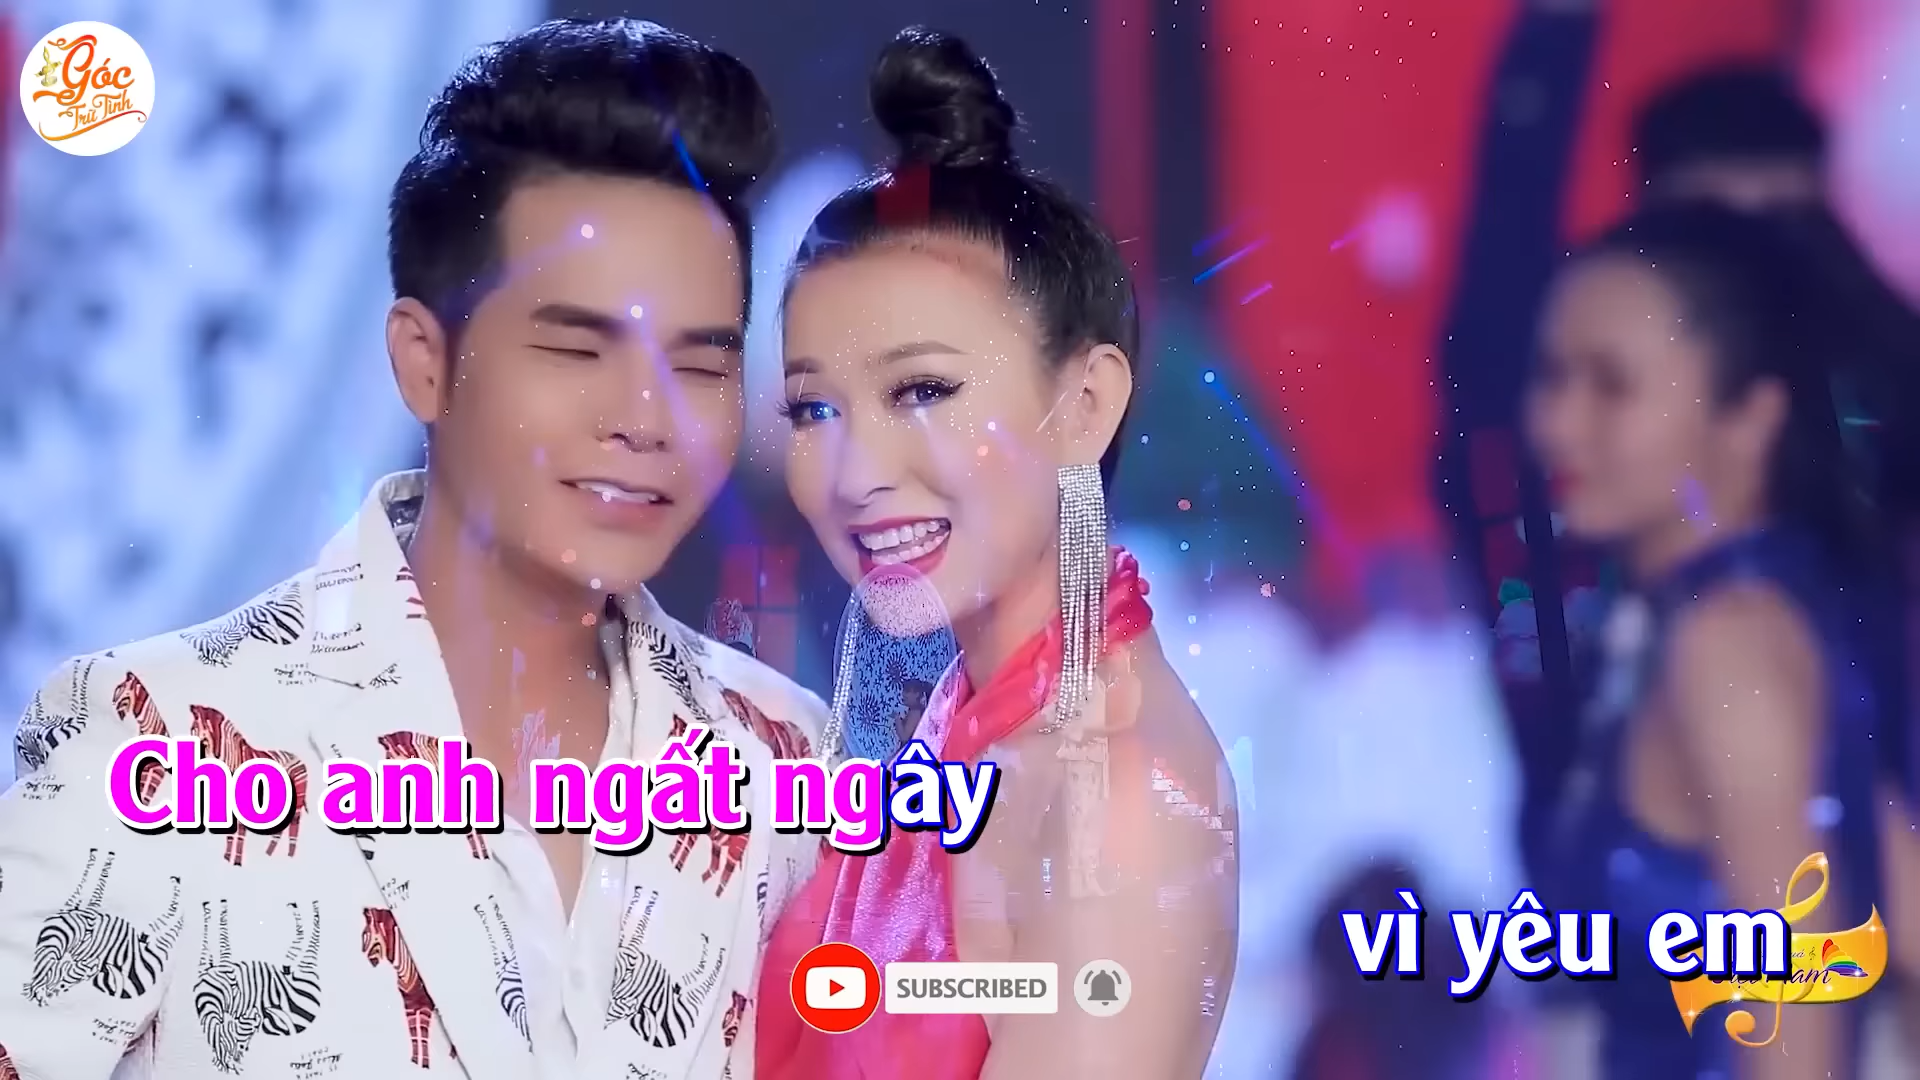 Góc
Trữ Tình
Cho anh ngất ngây
vì yêu em
SUBSCRIBED